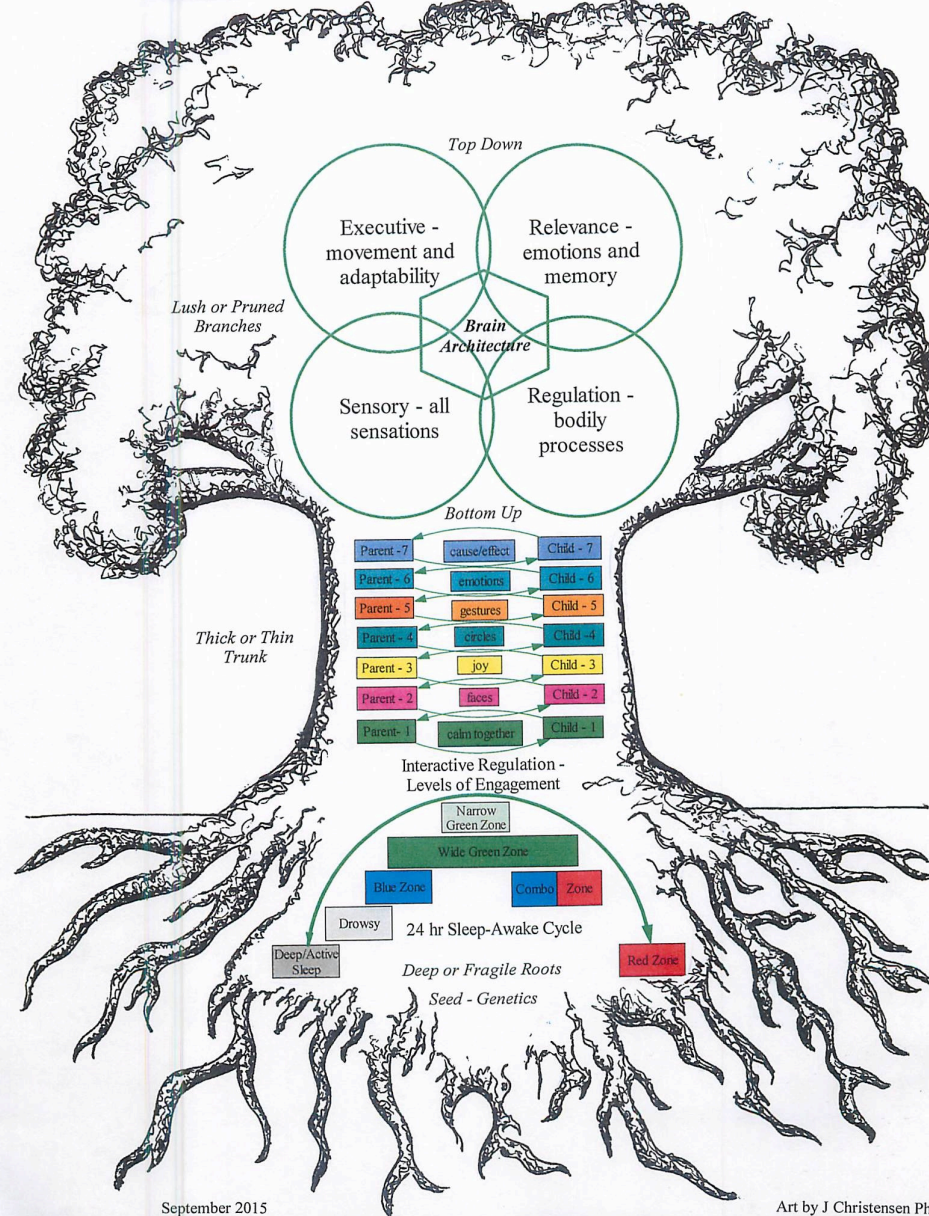 Top Down
Executive -
movement and
adaptability
Relevance -
emotions and
memory
Lush or Pruned
Branches
Brain
Architecture
Sensory - all
sensations
Regulation -
bodily
processes
Bottom Up
Parent -7 cause/effect Child - 7
Parent - 6 emotions Child - 6
Parent - 5 gestures Child - 5
Parent - 4 circles Child -4
Parent - 3 joy Child - 3
Parent - 2 faces Child - 2
Parent- 1 calm together Child - 1
Thick or Thin
Trunk
Interactive Regulation -
Levels of Engagement
Narrow
Green Zone
Wide Green Zone
Blue Zone
Combo Zone
Drowsy
24 hr Sleep-Awake Cycle
Deep/Active
Sleep
Red Zone
Deep or Fragile Roots
Seed - Genetics
September 2015
Art by J Christensen Ph